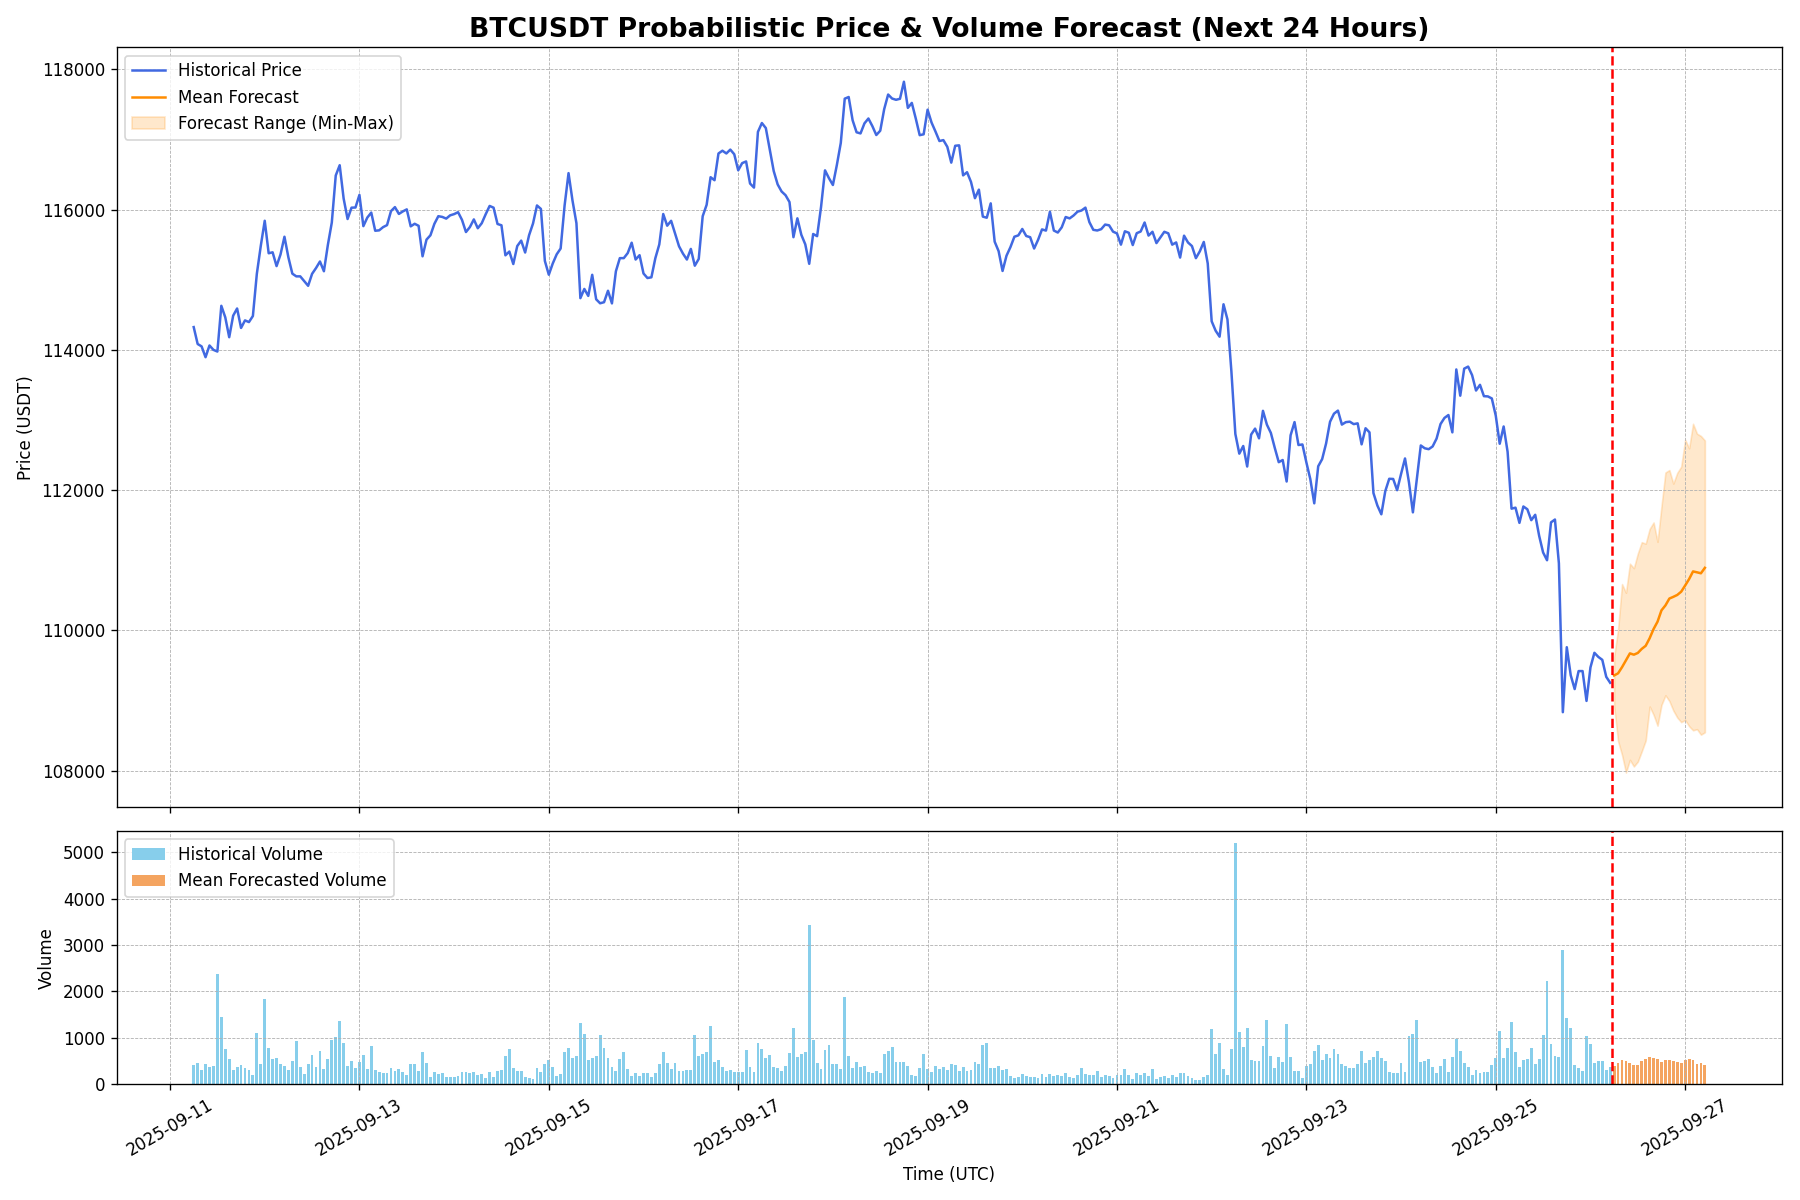 BTCUSDT Probabilistic Price & Volume Forecast (Next 24 Hours)
Historical Price
Mean Forecast
Forecast Range (Min-Max)
118000
116000
114000
112000
110000
108000
Price (USDT)
Historical Volume
Mean Forecasted Volume
5000
4000
3000
2000
1000
0
Volume
2025-09-11
2025-09-13
2025-09-15
2025-09-17
2025-09-19
2025-09-21
2025-09-23
2025-09-25
2025-09-27
Time (UTC)